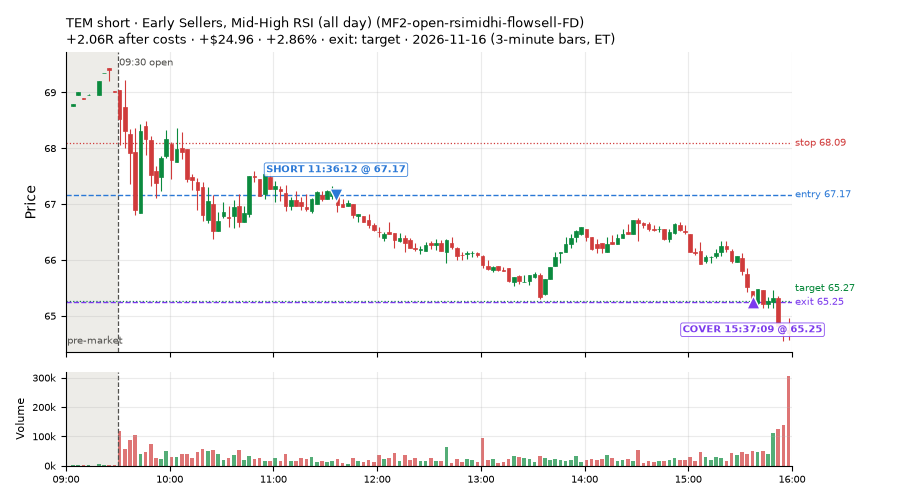 TEM short · Early Sellers, Mid-High RSI (all day) (MF2-open-rsimidhi-flowsell-FD)
+2.06R after costs · +$24.96 · +2.86% · exit: target · 2026-11-16 (3-minute bars, ET)
09:30 open
69
68
67
66
65
Price
stop 68.09
SHORT 11:36:12 @ 67.17
entry 67.17
target 65.27
exit 65.25
COVER 15:37:09 @ 65.25
pre-market
300k
200k
100k
0k
Volume
09:00
10:00
11:00
12:00
13:00
14:00
15:00
16:00